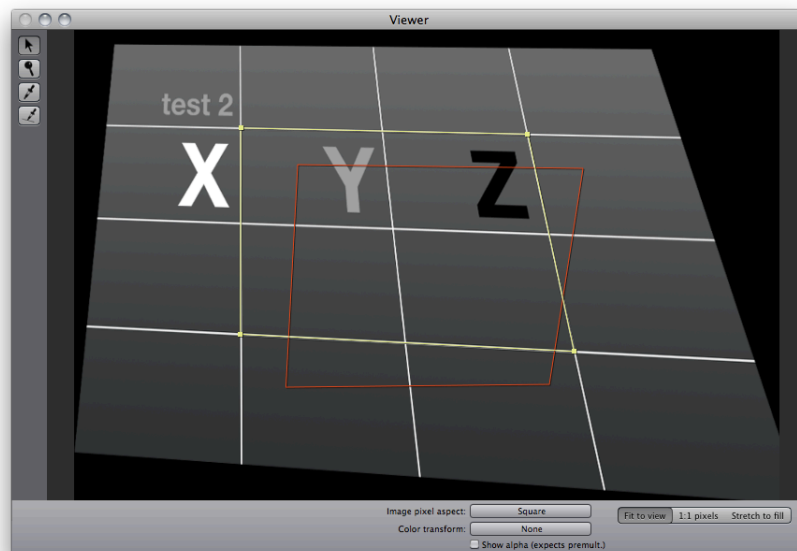 Viewer
test 2
X Y Z
Image pixel aspect: Square
Fit to view 1:1 pixels Stretch to fill
Color transform: None
Show alpha (expects premult.)